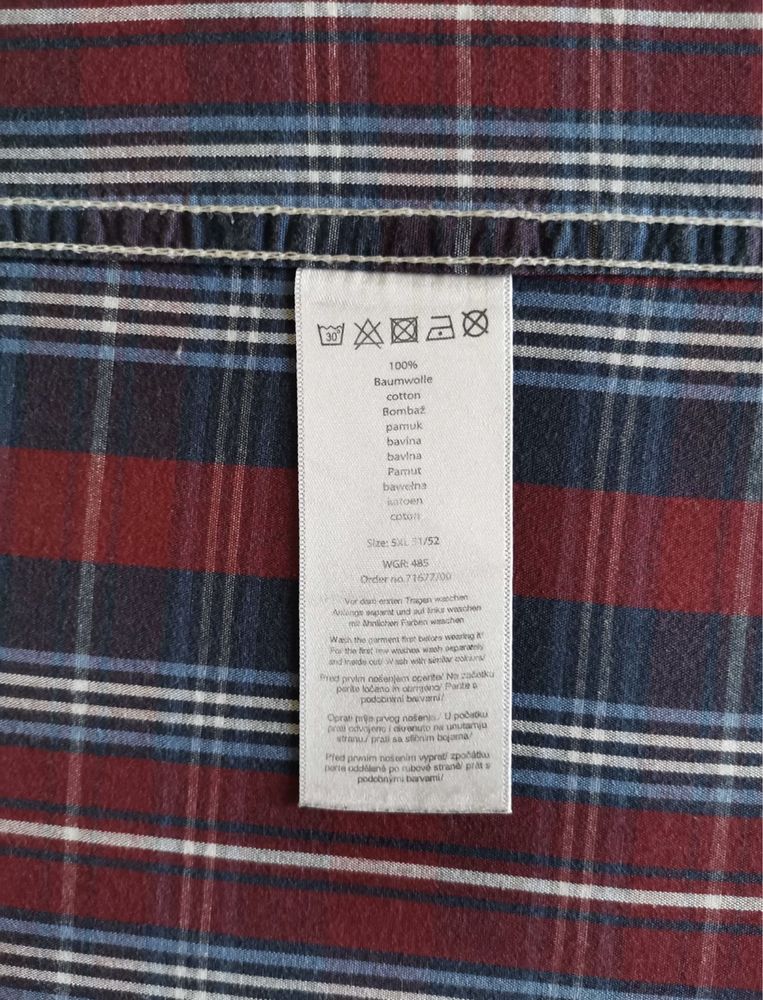 30°
100%
Baumwolle
cotton
Bombaž
pamuk
bavina
bavlna
Pamut
bawełna
katoen
coton
Size: 5XL 51/52
WGR: 485
Order no.71677/00
Vor dem ersten Tragen waschen
Anfangs separat und auf links waschen
mit ähnlichen Farben waschen
Wash the garment first before wearing it/
For the first few washes wash separately
and inside out/ Wash with similar colours/
Pred prvim nošenjem operite/ Na začetku
perite ločeno in obrnjeno/ Perite s
podobnimi barvami/
Oprati prije prvog nošenja/ U početku
prati odvojeno i okrenuto na unutarnju
stranu/ prati sa sličnim bojama/
Před prvním nošením vyprat/ zpočátku
perte odděleně po rubové straně/ prát s
podobnými barvami/